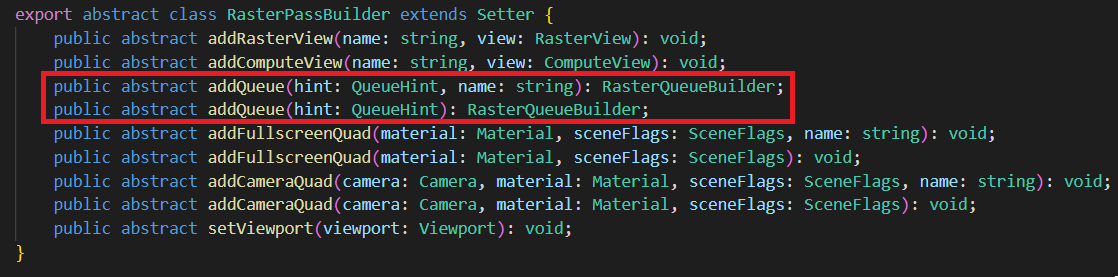 export abstract class RasterPassBuilder extends Setter {
    public abstract addRasterView(name: string, view: RasterView): void;
    public abstract addComputeView(name: string, view: ComputeView): void;
    public abstract addQueue(hint: QueueHint, name: string): RasterQueueBuilder;
    public abstract addQueue(hint: QueueHint): RasterQueueBuilder;
    public abstract addFullscreenQuad(material: Material, sceneFlags: SceneFlags, name: string): void;
    public abstract addFullscreenQuad(material: Material, sceneFlags: SceneFlags): void;
    public abstract addCameraQuad(camera: Camera, material: Material, sceneFlags: SceneFlags, name: string): void;
    public abstract addCameraQuad(camera: Camera, material: Material, sceneFlags: SceneFlags): void;
    public abstract setViewport(viewport: Viewport): void;
}